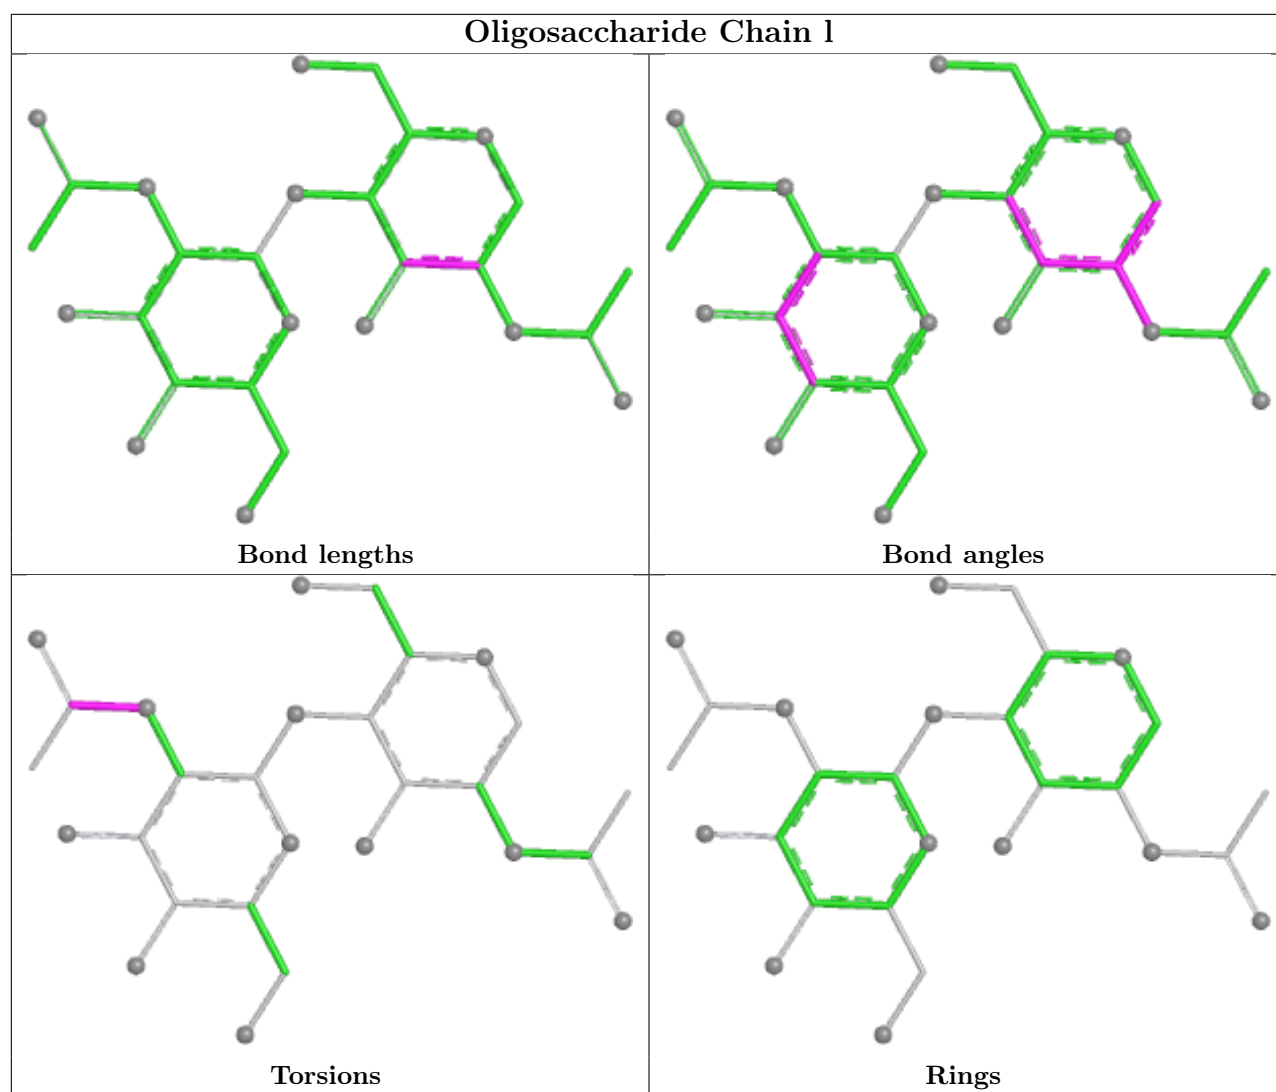 Oligosaccharide Chain l
Bond lengths
Bond angles
Torsions
Rings